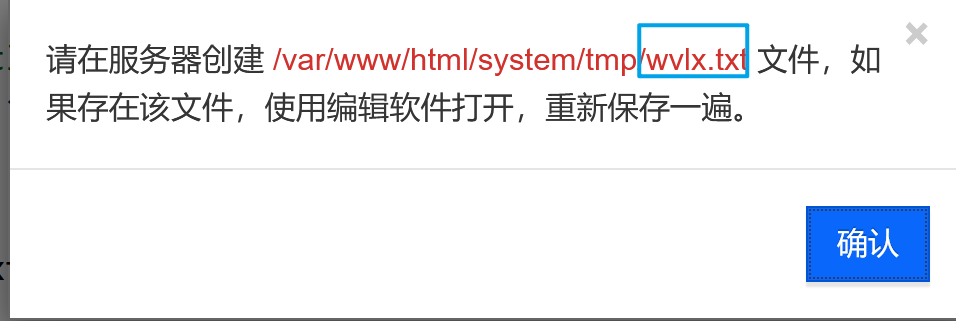 请在服务器创建 /var/www/html/system/tmp/wvlx.txt 文件，如
果存在该文件，使用编辑软件打开，重新保存一遍。
确认